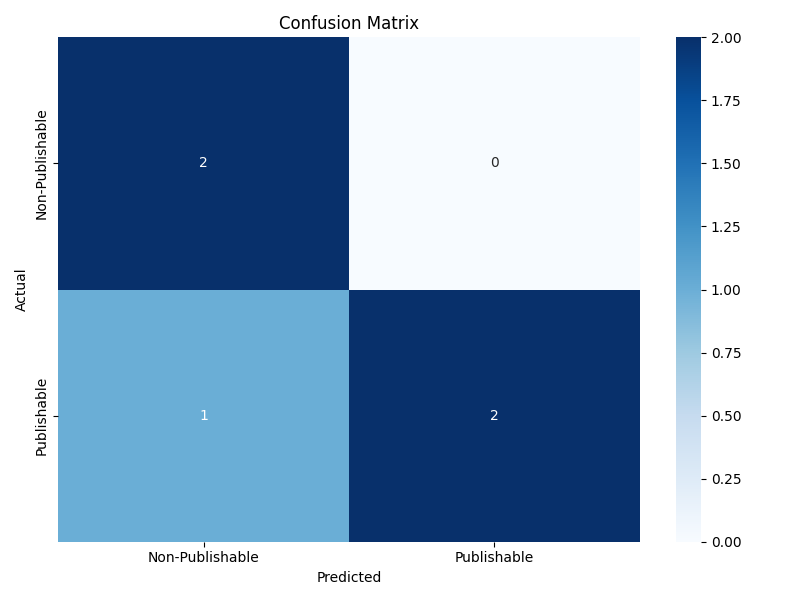 Confusion Matrix
Actual
Non-Publishable
Publishable
2
0
1
2
Non-Publishable
Publishable
Predicted
2.00
1.75
1.50
1.25
1.00
0.75
0.50
0.25
0.00